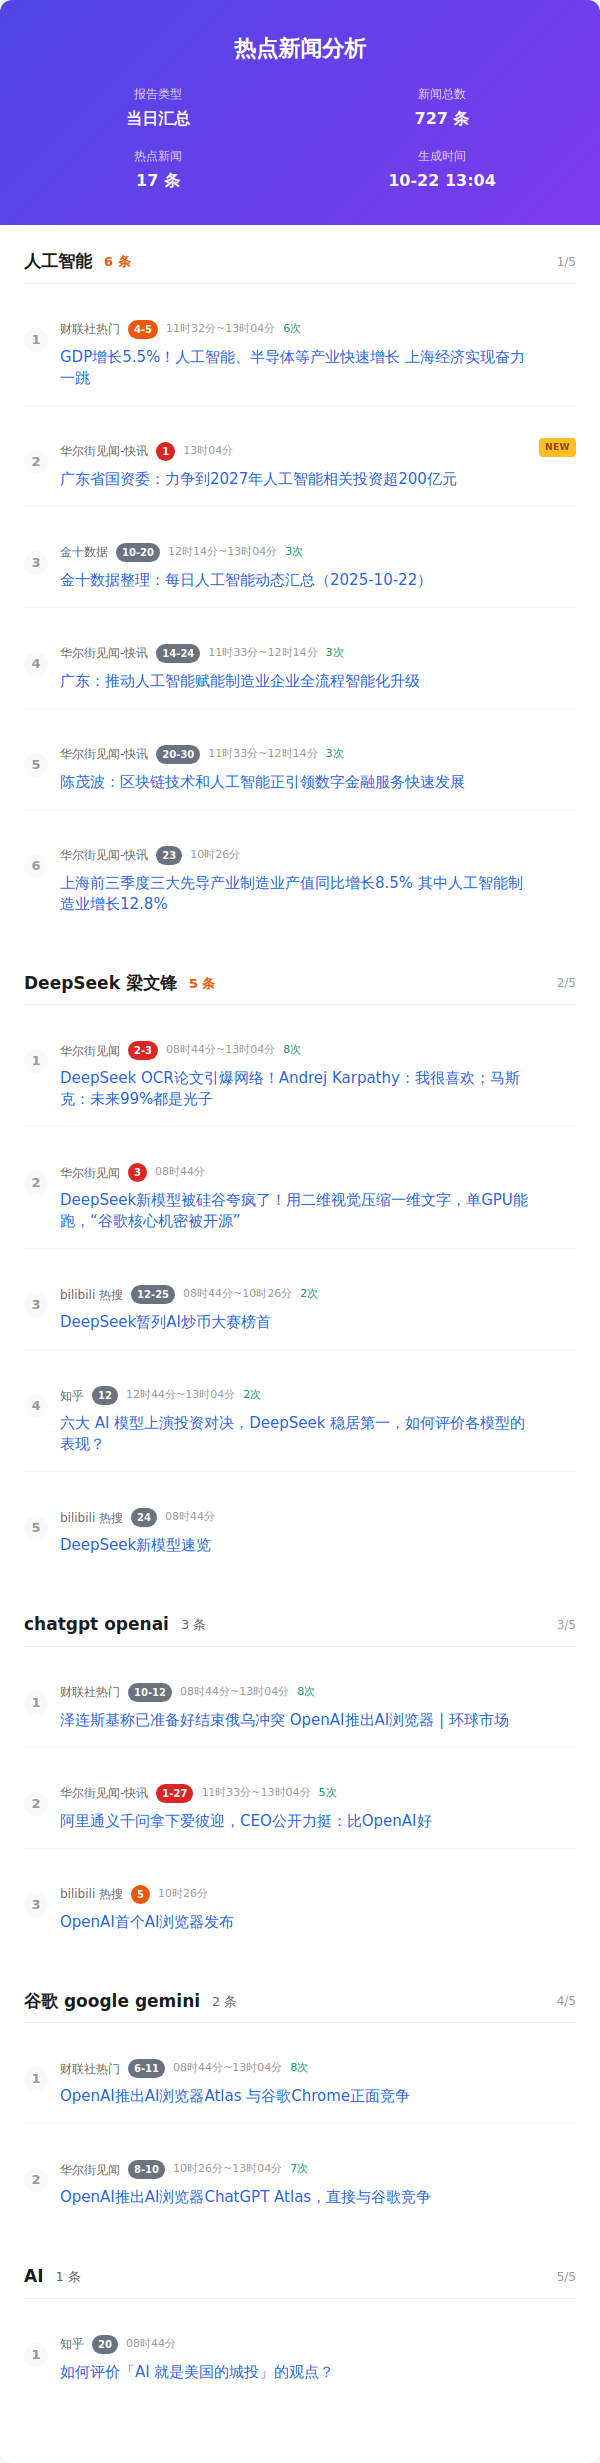 热点新闻分析
报告类型
新闻总数
当日汇总
727 条
热点新闻
生成时间
17 条
10-22 13:04
人工智能 6 条 1/5
1
财联社热门 4-5 11时32分~13时04分 6次
GDP增长5.5%！人工智能、半导体等产业快速增长 上海经济实现奋力
一跳
2
华尔街见闻-快讯 1 13时04分 NEW
广东省国资委：力争到2027年人工智能相关投资超200亿元
3
金十数据 10-20 12时14分~13时04分 3次
金十数据整理：每日人工智能动态汇总（2025-10-22）
4
华尔街见闻-快讯 14-24 11时33分~12时14分 3次
广东：推动人工智能赋能制造业企业全流程智能化升级
5
华尔街见闻-快讯 20-30 11时33分~12时14分 3次
陈茂波：区块链技术和人工智能正引领数字金融服务快速发展
6
华尔街见闻-快讯 23 10时26分
上海前三季度三大先导产业制造业产值同比增长8.5% 其中人工智能制
造业增长12.8%
DeepSeek 梁文锋 5 条 2/5
1
华尔街见闻 2-3 08时44分~13时04分 8次
DeepSeek OCR论文引爆网络！Andrej Karpathy：我很喜欢；马斯
克：未来99%都是光子
2
华尔街见闻 3 08时44分
DeepSeek新模型被硅谷夸疯了！用二维视觉压缩一维文字，单GPU能
跑，“谷歌核心机密被开源”
3
bilibili 热搜 12-25 08时44分~10时26分 2次
DeepSeek暂列AI炒币大赛榜首
4
知乎 12 12时44分~13时04分 2次
六大 AI 模型上演投资对决，DeepSeek 稳居第一，如何评价各模型的
表现？
5
bilibili 热搜 24 08时44分
DeepSeek新模型速览
chatgpt openai 3 条 3/5
1
财联社热门 10-12 08时44分~13时04分 8次
泽连斯基称已准备好结束俄乌冲突 OpenAI推出AI浏览器 | 环球市场
2
华尔街见闻-快讯 1-27 11时33分~13时04分 5次
阿里通义千问拿下爱彼迎，CEO公开力挺：比OpenAI好
3
bilibili 热搜 5 10时26分
OpenAI首个AI浏览器发布
谷歌 google gemini 2 条 4/5
1
财联社热门 6-11 08时44分~13时04分 8次
OpenAI推出AI浏览器Atlas 与谷歌Chrome正面竞争
2
华尔街见闻 8-10 10时26分~13时04分 7次
OpenAI推出AI浏览器ChatGPT Atlas，直接与谷歌竞争
AI 1 条 5/5
1
知乎 20 08时44分
如何评价「AI 就是美国的城投」的观点？